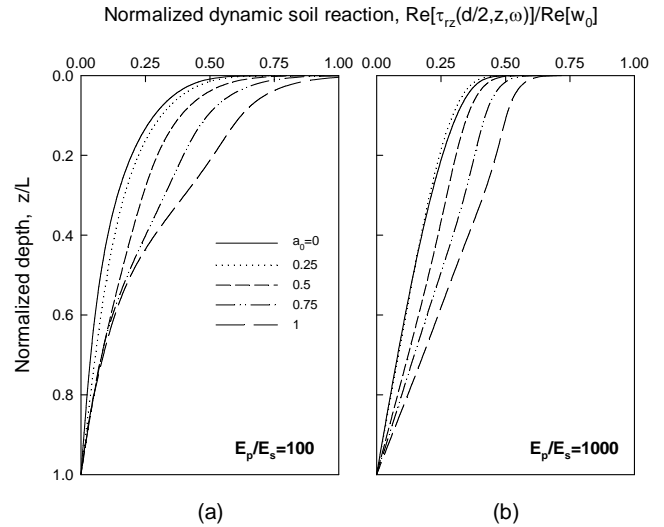 Normalized dynamic soil reaction, Re[τrz(d/2,z,ω)]/Re[w0]
0.00 0.25 0.50 0.75 1.00 0.00 0.25 0.50 0.75 1.00
0.0
0.2
0.4
0.6
0.8
1.0
Normalized depth, z/L
a0=0
0.25
0.5
0.75
1
Ep/Es=100 Ep/Es=1000
(a) (b)